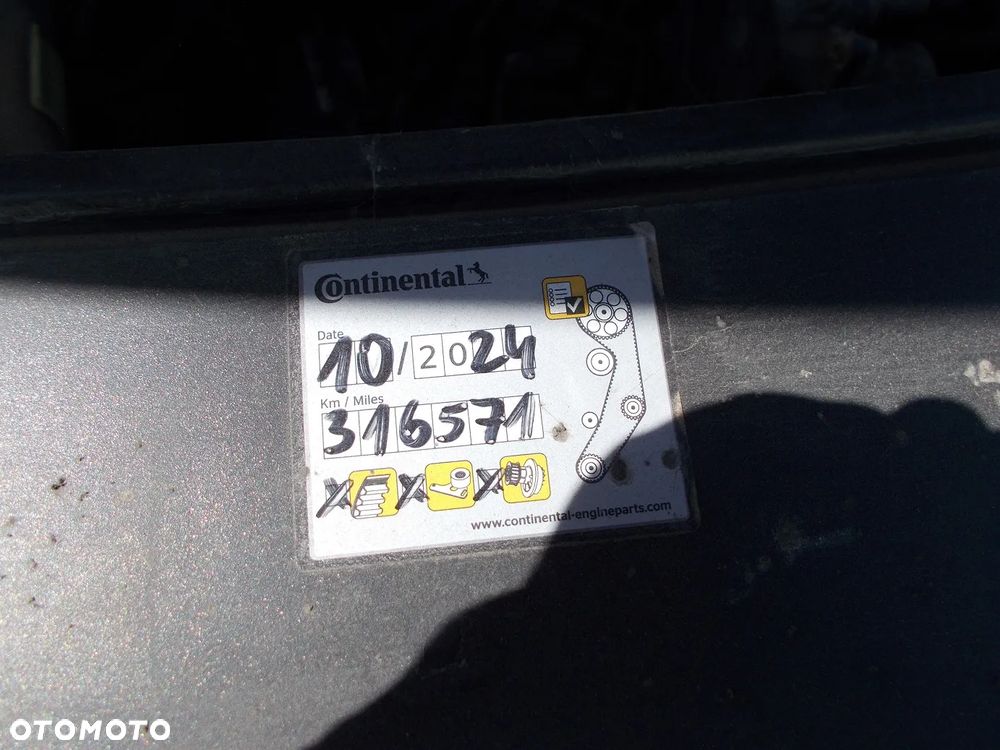 Continental
Date
10/2024
Km / Miles
316571
X X X
www.continental-engineparts.com
OTOMOTO